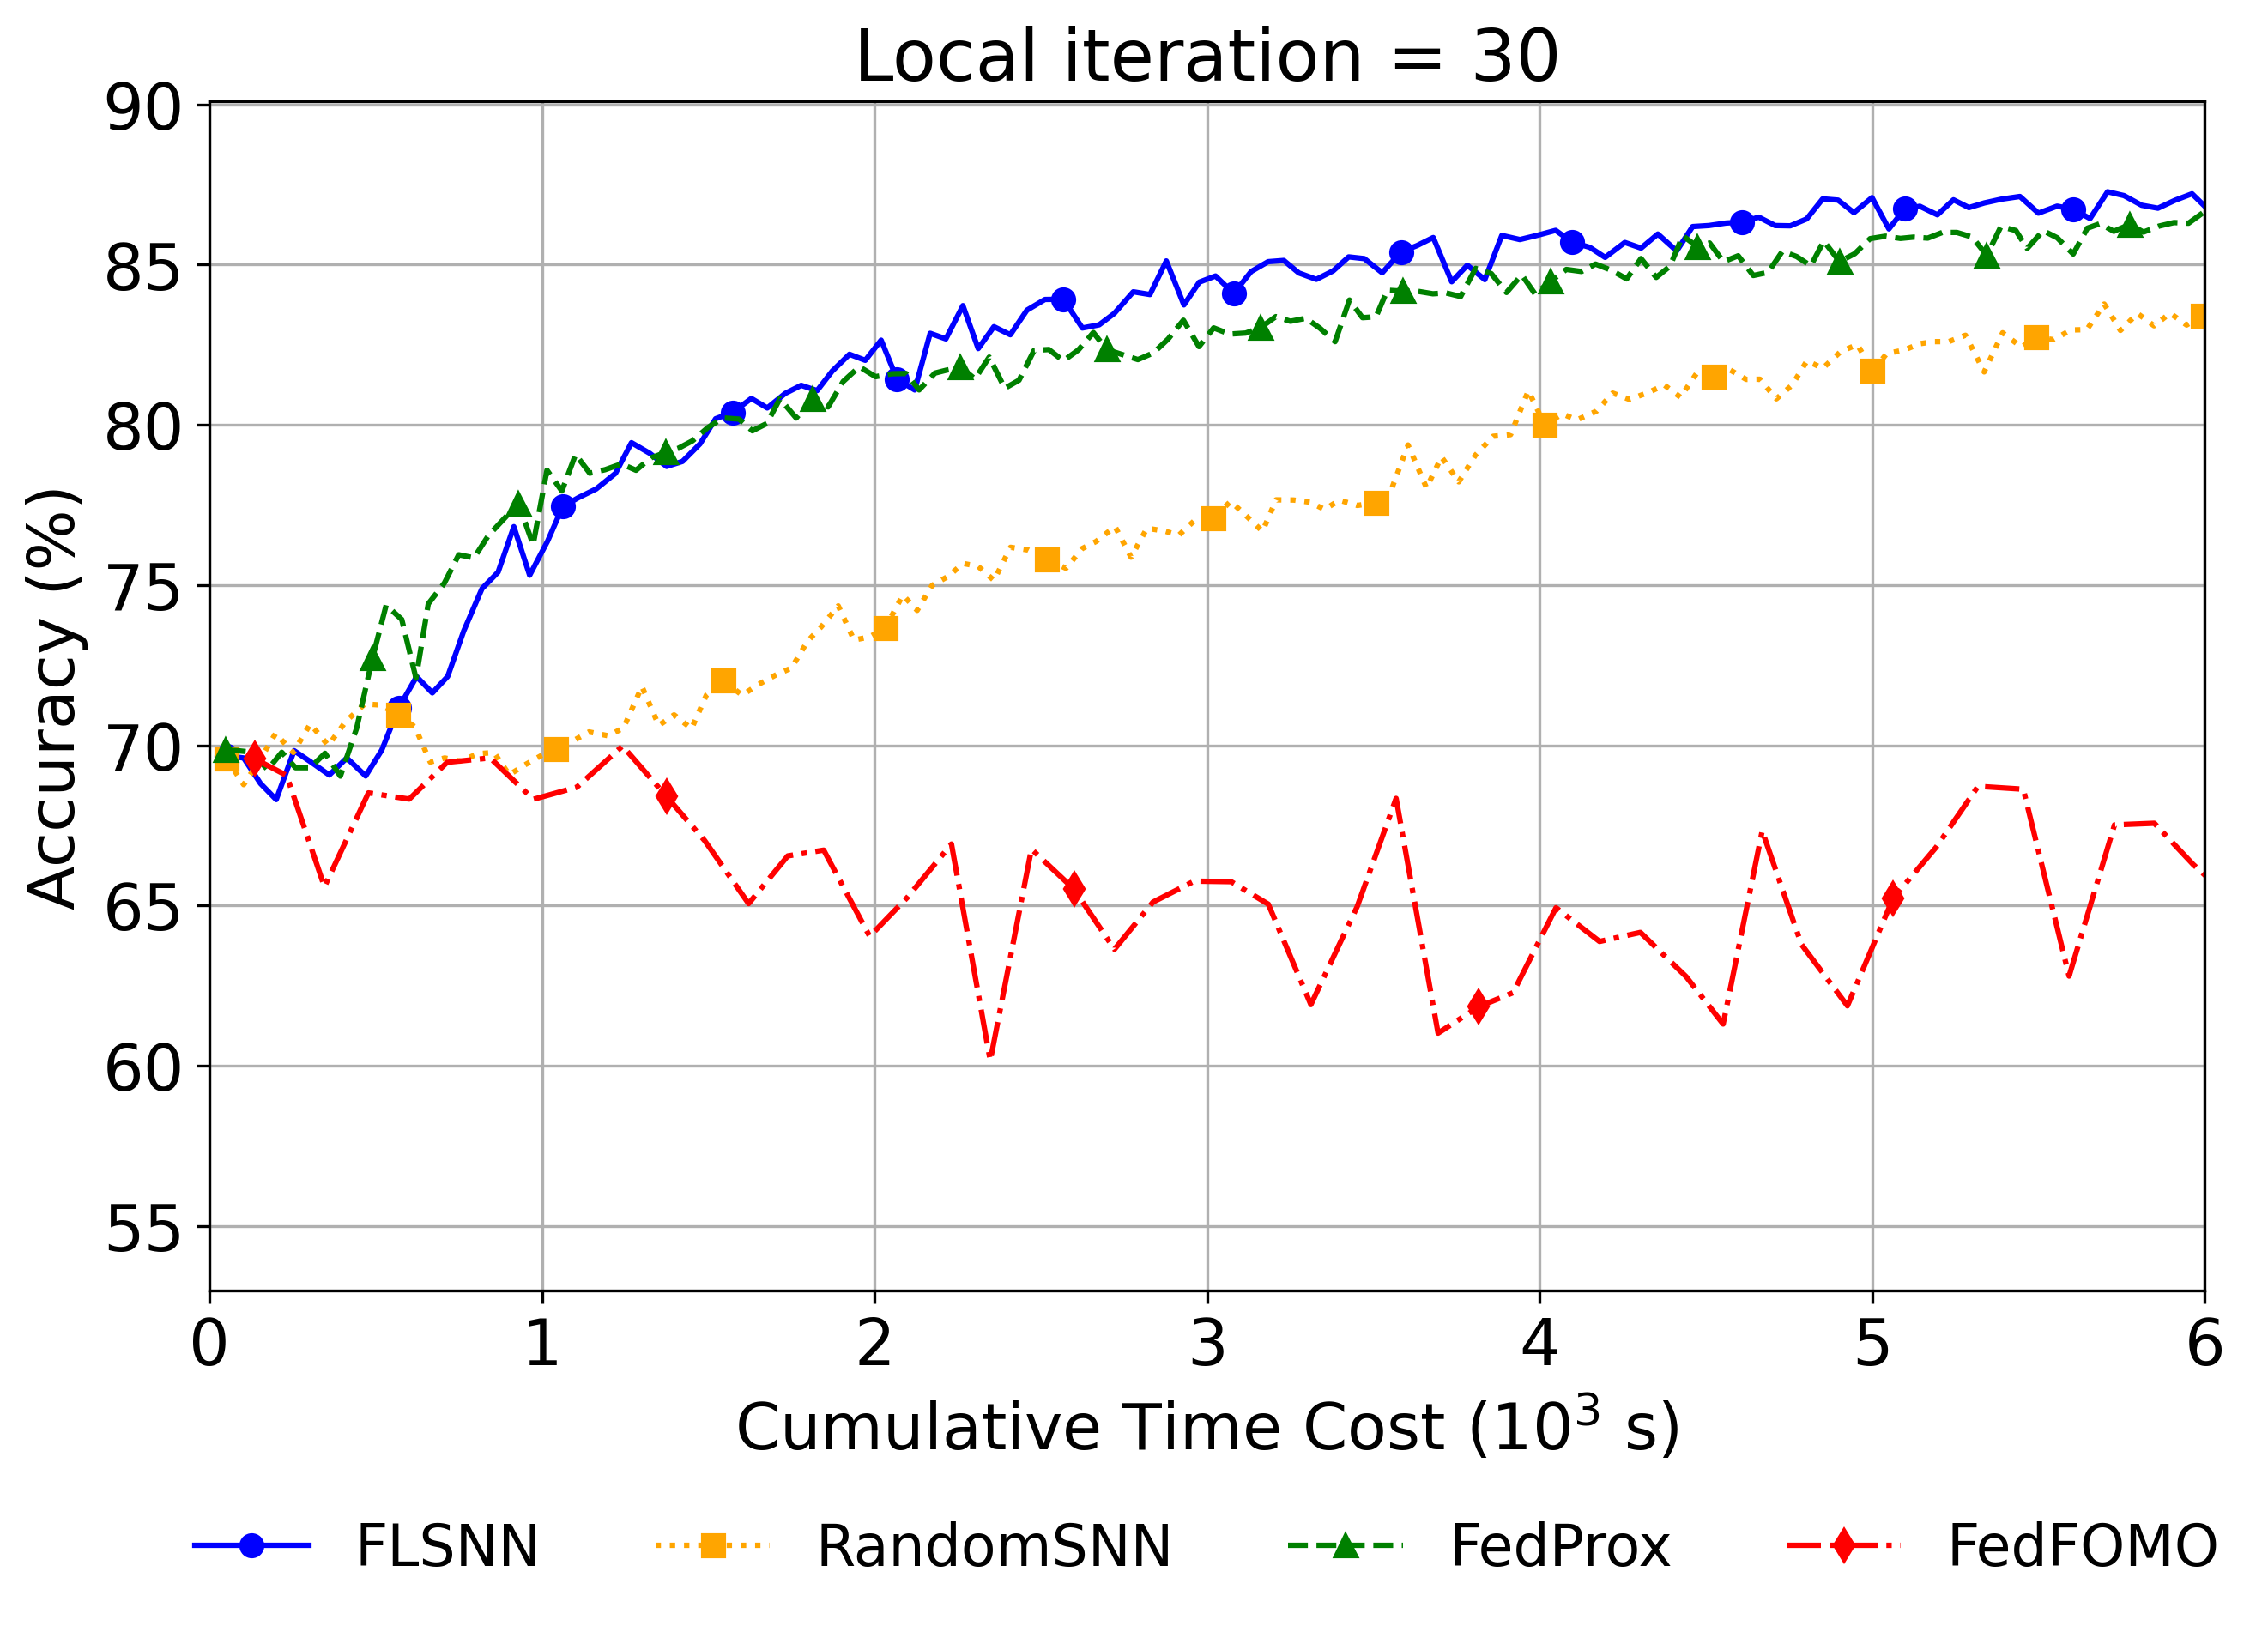 Local iteration = 30
90
85
80
75
70
65
60
55
Accuracy (%)
0 1 2 3 4 5 6
Cumulative Time Cost (10³ s)
FLSNN RandomSNN FedProx FedFOMO